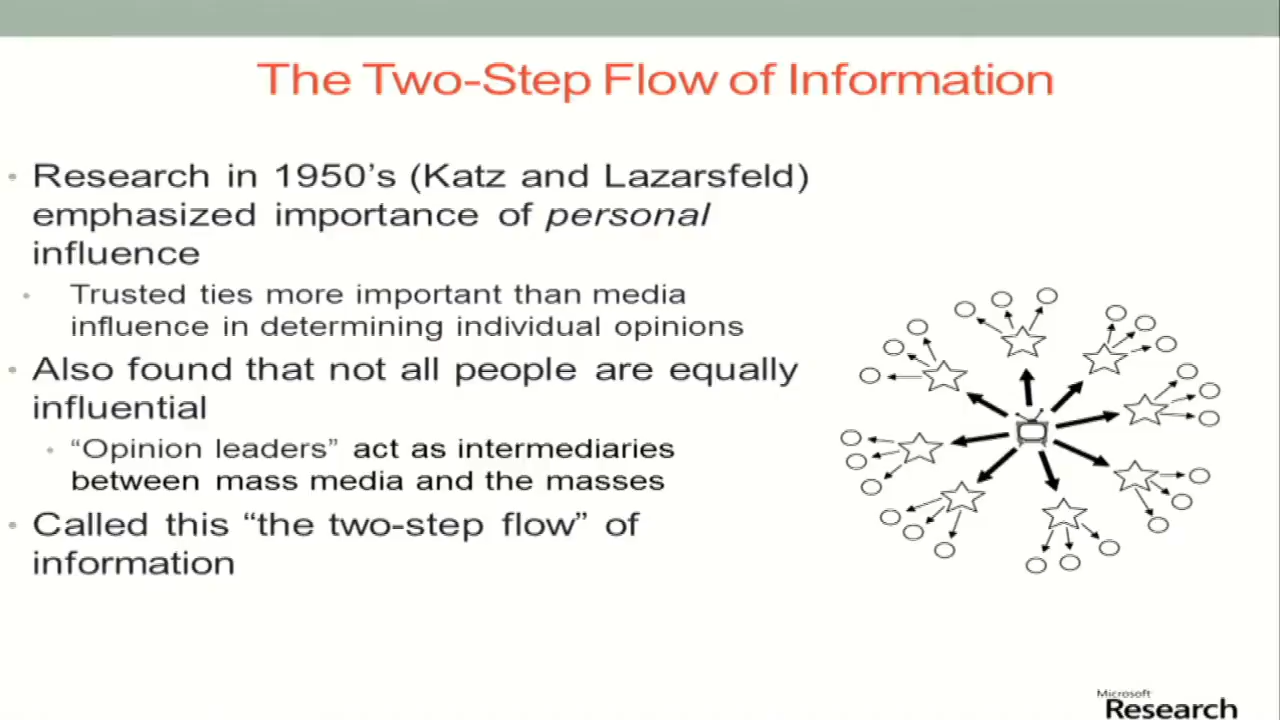 The Two-Step Flow of Information
• Research in 1950's (Katz and Lazarsfeld)
emphasized importance of personal
influence
• Trusted ties more important than media
influence in determining individual opinions
• Also found that not all people are equally
influential
• “Opinion leaders” act as intermediaries
between mass media and the masses
• Called this “the two-step flow” of
information
Microsoft
Research